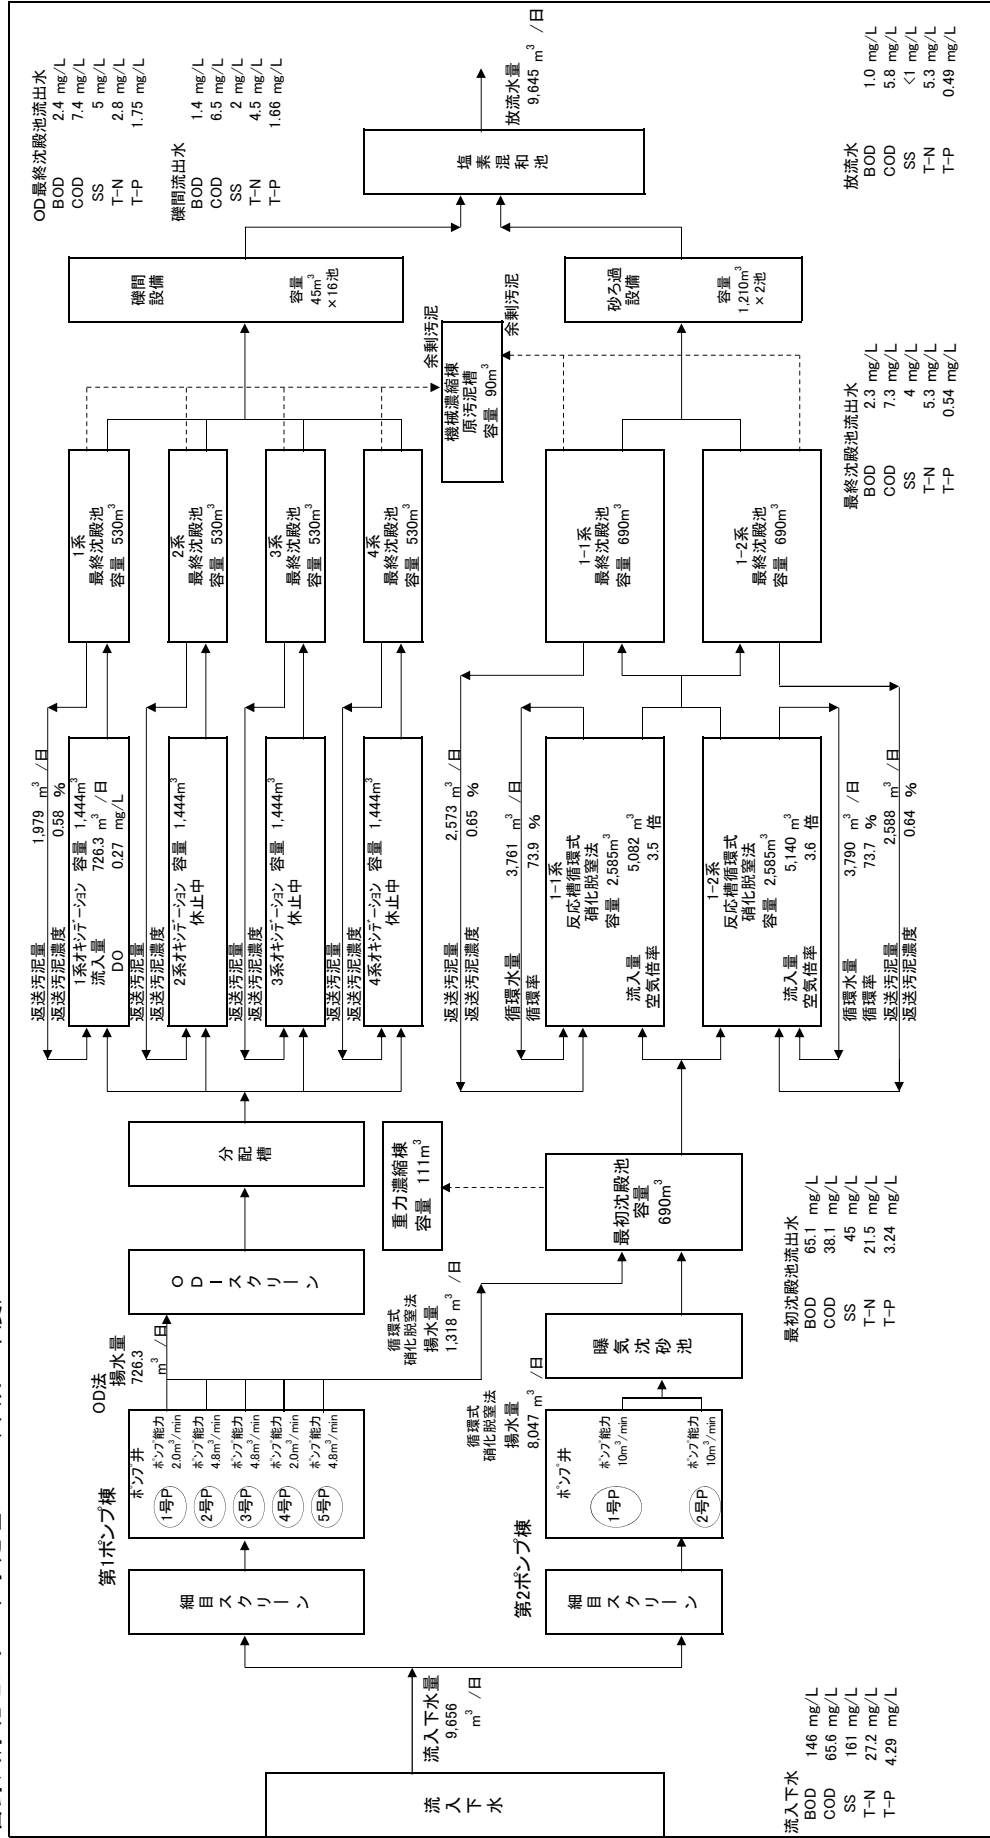 流入下水
流入下水量
9,656
m³ /日
流入下水
BOD 146 mg/L
COD 65.6 mg/L
SS 161 mg/L
T-N 27.2 mg/L
T-P 4.29 mg/L
細目スクリーン
第1ポンプ棟
ポンプ井
1号P
ポンプ能力
2.0m³/min
2号P
ポンプ能力
4.8m³/min
3号P
ポンプ能力
4.8m³/min
4号P
ポンプ能力
2.0m³/min
5号P
ポンプ能力
4.8m³/min
OD法
揚水量
726.3
m³ /日
ODースクリーン
分配槽
細目スクリーン
第2ポンプ棟
ポンプ井
1号P
ポンプ能力
10m³/min
2号P
ポンプ能力
10m³/min
循環式
硝化脱窒法
揚水量
8,047 m³ /日
曝気沈砂池
循環式
硝化脱窒法
揚水量
1,318 m³ /日
重力濃縮棟
容量 111m³
最初沈殿池
容量
690m³
最初沈殿池流出水
BOD 65.1 mg/L
COD 38.1 mg/L
SS 45 mg/L
T-N 21.5 mg/L
T-P 3.24 mg/L
返送汚泥量 1,979 m³ /日
返送汚泥濃度 0.58 %
1系オキシデーション 容量 1,444m³
流入量 726.3 m³ /日
DO 0.27 mg/L
返送汚泥量
返送汚泥濃度
2系オキシデーション 容量 1,444m³
休止中
返送汚泥量
返送汚泥濃度
3系オキシデーション 容量 1,444m³
休止中
返送汚泥量
返送汚泥濃度
4系オキシデーション 容量 1,444m³
休止中
返送汚泥量 2,573 m³ /日
返送汚泥濃度 0.65 %
循環水量 3,761 m³ /日
循環率 73.9 %
1-1系
反応槽循環式
硝化脱窒法
容量 2,585m³
流入量 5,082 m³
空気倍率 3.5 倍
1-2系
反応槽循環式
硝化脱窒法
容量 2,585m³
流入量 5,140 m³
空気倍率 3.6 倍
循環水量 3,790 m³ /日
循環率 73.7 %
返送汚泥量 2,588 m³ /日
返送汚泥濃度 0.64 %
1系
最終沈殿池
容量 530m³
2系
最終沈殿池
容量 530m³
3系
最終沈殿池
容量 530m³
4系
最終沈殿池
容量 530m³
余剰汚泥
機械濃縮棟
原汚泥槽
容量 90m³
余剰汚泥
1-1系
最終沈殿池
容量 690m³
1-2系
最終沈殿池
容量 690m³
最終沈殿池流出水
BOD 2.3 mg/L
COD 7.3 mg/L
SS 4 mg/L
T-N 5.3 mg/L
T-P 0.54 mg/L
礫間
設備
容量
45m³
×16池
砂ろ過
設備
容量
1,210m³
×2池
塩素混和池
放流水量
9,645 m³ /日
OD最終沈殿池流出水
BOD 2.4 mg/L
COD 7.4 mg/L
SS 5 mg/L
T-N 2.8 mg/L
T-P 1.75 mg/L
礫間流出水
BOD 1.4 mg/L
COD 6.5 mg/L
SS 2 mg/L
T-N 4.5 mg/L
T-P 1.66 mg/L
放流水
BOD 1.0 mg/L
COD 5.8 mg/L
SS <1 mg/L
T-N 5.3 mg/L
T-P 0.49 mg/L